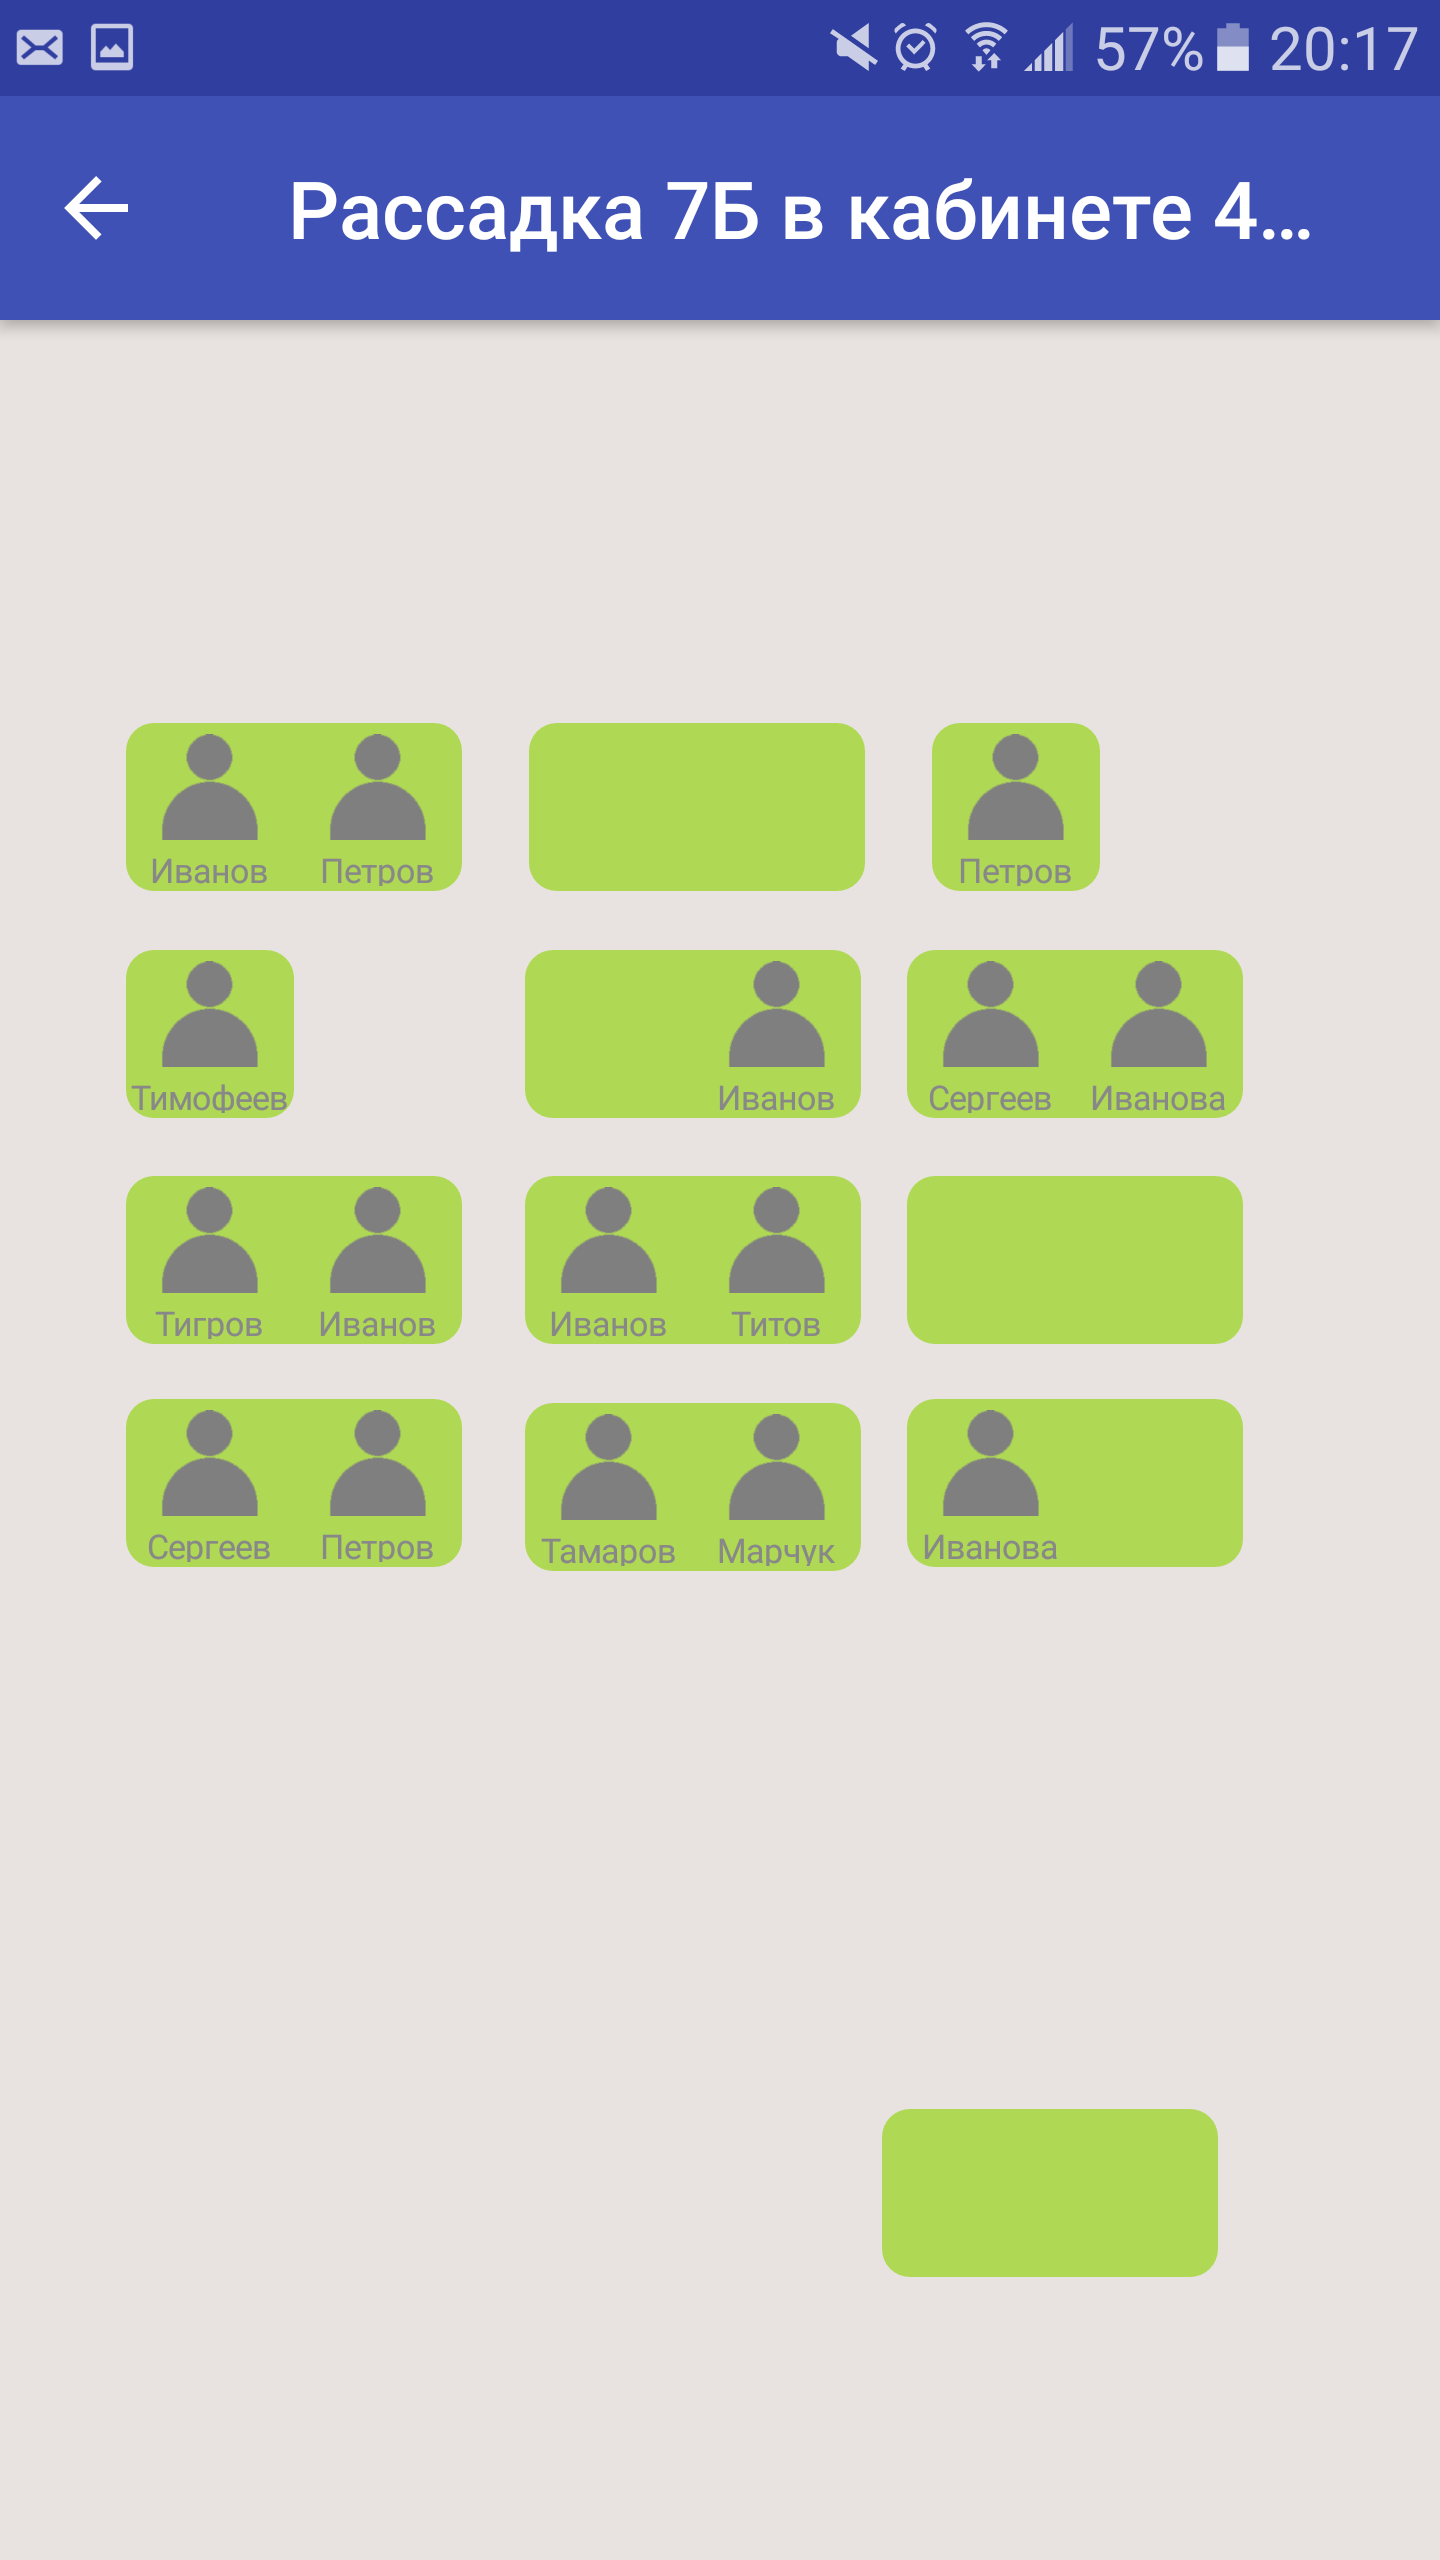 57% 20:17
Рассадка 7Б в кабинете 4...
Иванов Петров Петров
Тимофеев Иванов Сергеев Иванова
Тигров Иванов Иванов Титов
Сергеев Петров Тамаров Марчук Иванова